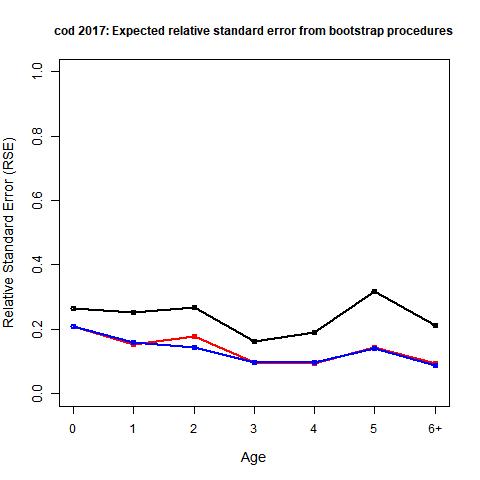 cod 2017: Expected relative standard error from bootstrap procedures
Relative Standard Error (RSE)
1.0
0.8
0.6
0.4
0.2
0.0
0 1 2 3 4 5 6+
Age